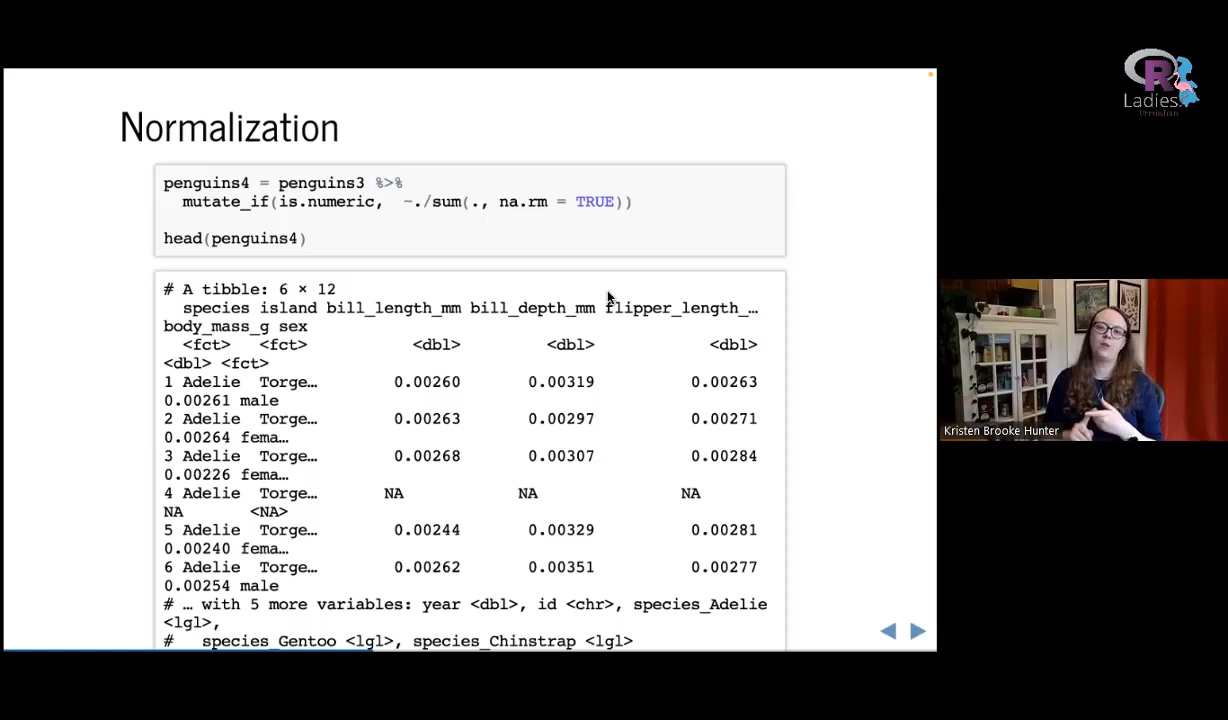 R
Ladies
Normalization
penguins4 = penguins3 %>%
mutate_if(is.numeric, ~./sum(., na.rm = TRUE))
head(penguins4)
# A tibble: 6 × 12
species island bill_length_mm bill_depth_mm flipper_length_…
body_mass_g sex
<fct> <fct> <dbl> <dbl> <dbl>
<dbl> <fct>
1 Adelie Torge… 0.00260 0.00319 0.00263
0.00261 male
2 Adelie Torge… 0.00263 0.00297 0.00271
0.00264 fema…
3 Adelie Torge… 0.00268 0.00307 0.00284
0.00226 fema…
4 Adelie Torge… NA NA NA
NA <NA>
5 Adelie Torge… 0.00244 0.00329 0.00281
0.00240 fema…
6 Adelie Torge… 0.00262 0.00351 0.00277
0.00254 male
# … with 5 more variables: year <dbl>, id <chr>, species_Adelie
<lgl>,
# species_Gentoo <lgl>, species_Chinstrap <lgl>
Kristen Brooke Hunter